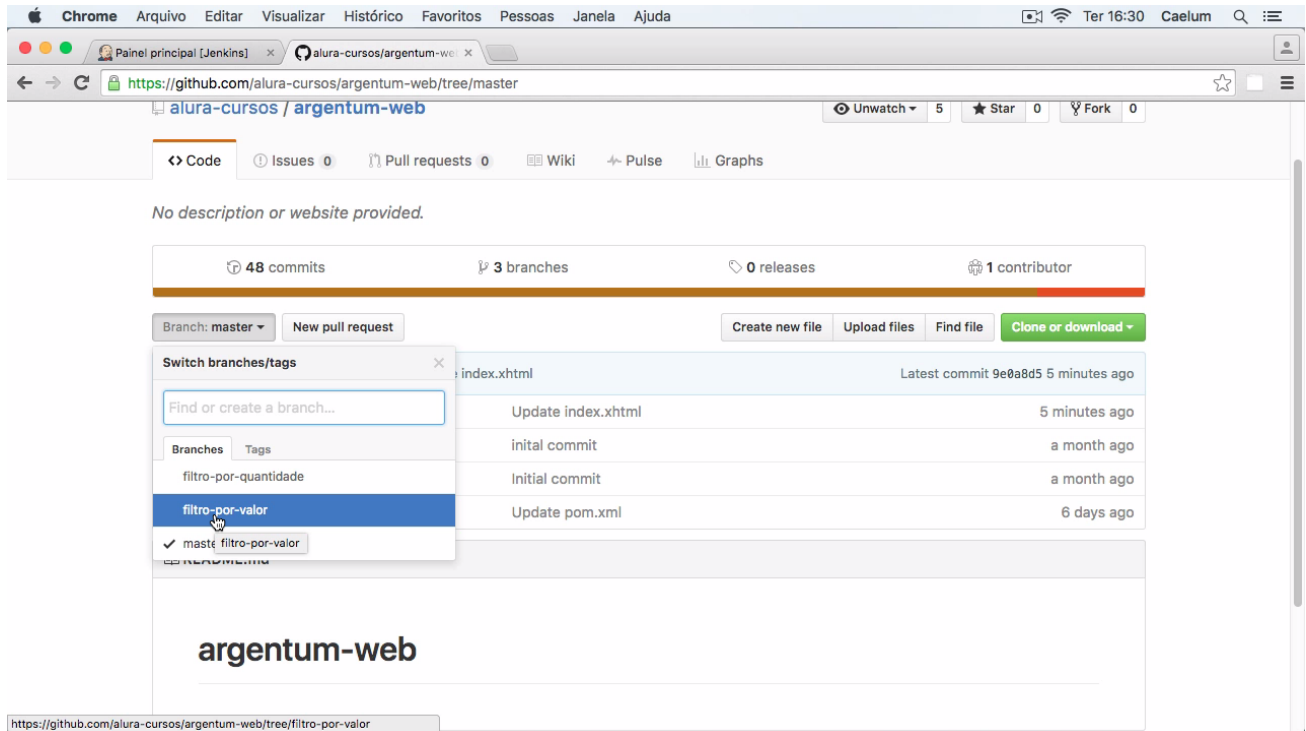 Chrome Arquivo Editar Visualizar Histórico Favoritos Pessoas Janela Ajuda Ter 16:30 Caelum
Painel principal [Jenkins] × alura-cursos/argentum-we ×
https://github.com/alura-cursos/argentum-web/tree/master
alura-cursos / argentum-web Unwatch 5 Star 0 Fork 0
Code Issues 0 Pull requests 0 Wiki Pulse Graphs
No description or website provided.
48 commits 3 branches 0 releases 1 contributor
Branch: master New pull request Create new file Upload files Find file Clone or download
Switch branches/tags ×
index.xhtml Latest commit 9e0a8d5 5 minutes ago
Find or create a branch...
Update index.xhtml 5 minutes ago
Branches Tags
inital commit a month ago
filtro-por-quantidade
Initial commit a month ago
filtro-por-valor
Update pom.xml 6 days ago
maste filtro-por-valor
README.md
argentum-web
https://github.com/alura-cursos/argentum-web/tree/filtro-por-valor